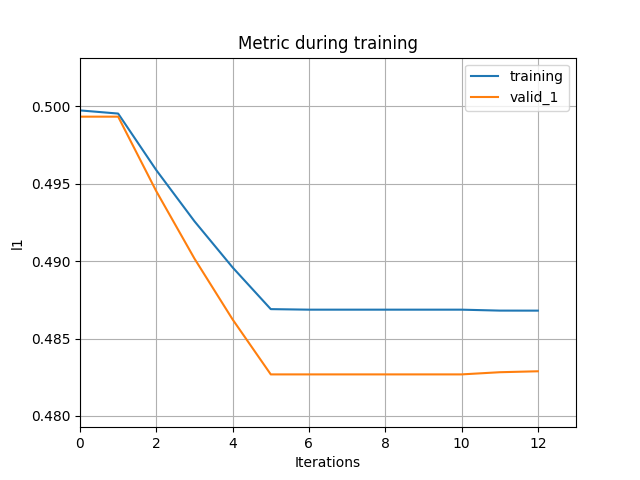 Metric during training
training
valid_1
0.500
0.495
0.490
0.485
0.480
l1
0 2 4 6 8 10 12
Iterations